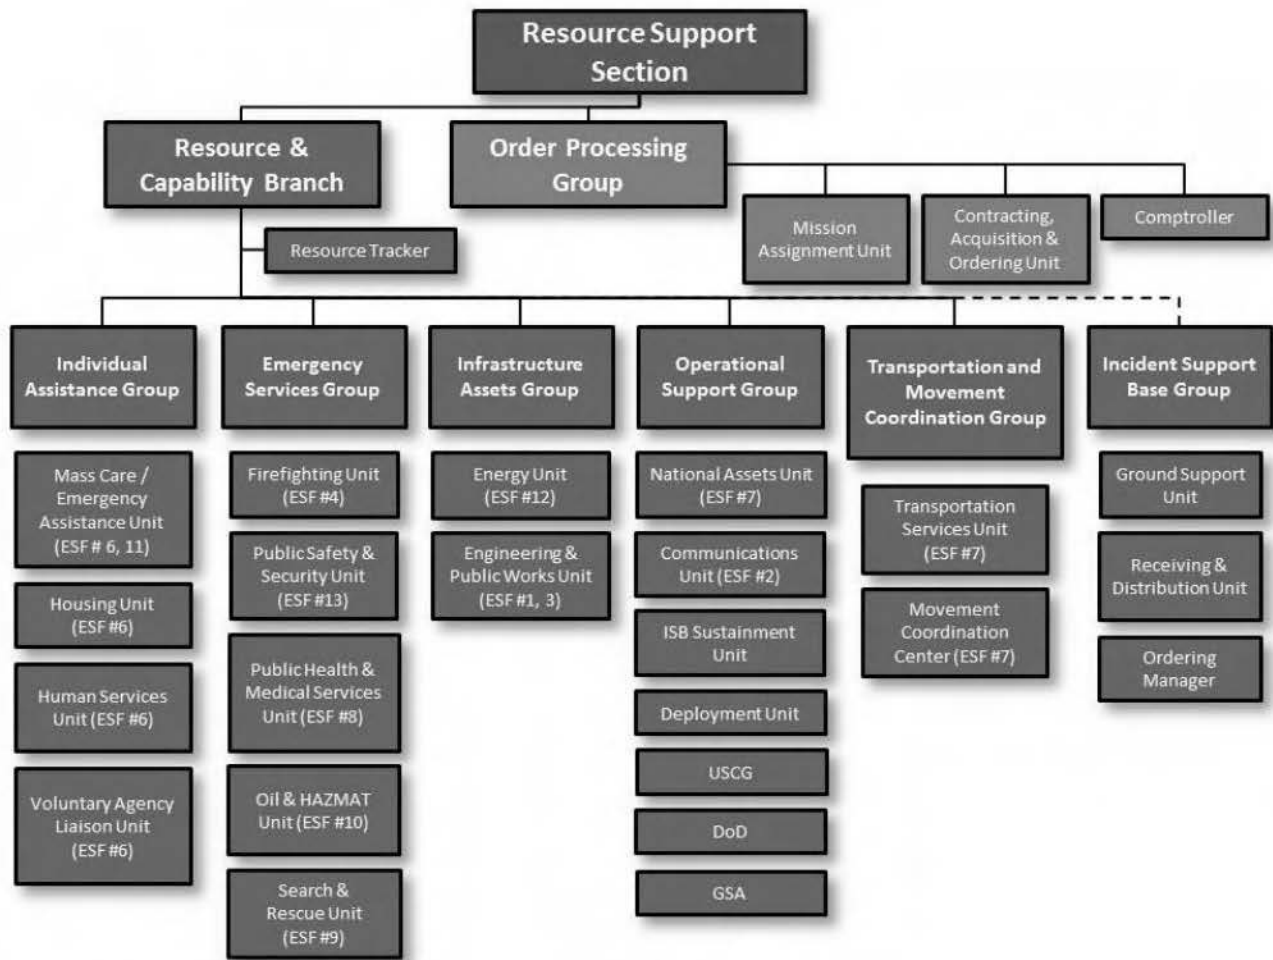 Resource Support
Section
Resource &
Capability Branch
Order Processing
Group
Mission
Assignment Unit
Contracting,
Acquisition &
Ordering Unit
Comptroller
Resource Tracker
Individual
Assistance Group
Emergency
Services Group
Infrastructure
Assets Group
Operational
Support Group
Transportation and
Movement
Coordination Group
Incident Support
Base Group
Mass Care /
Emergency
Assistance Unit
(ESF # 6, 11)
Housing Unit
(ESF #6)
Human Services
Unit (ESF #6)
Voluntary Agency
Liaison Unit
(ESF #6)
Firefighting Unit
(ESF #4)
Public Safety &
Security Unit
(ESF #13)
Public Health &
Medical Services
Unit (ESF #8)
Oil & HAZMAT
Unit (ESF #10)
Search &
Rescue Unit
(ESF #9)
Energy Unit
(ESF #12)
Engineering &
Public Works Unit
(ESF #1, 3)
National Assets Unit
(ESF #7)
Communications
Unit (ESF #2)
ISB Sustainment
Unit
Deployment Unit
USCG
DoD
GSA
Transportation
Services Unit
(ESF #7)
Movement
Coordination
Center (ESF #7)
Ground Support
Unit
Receiving &
Distribution Unit
Ordering
Manager